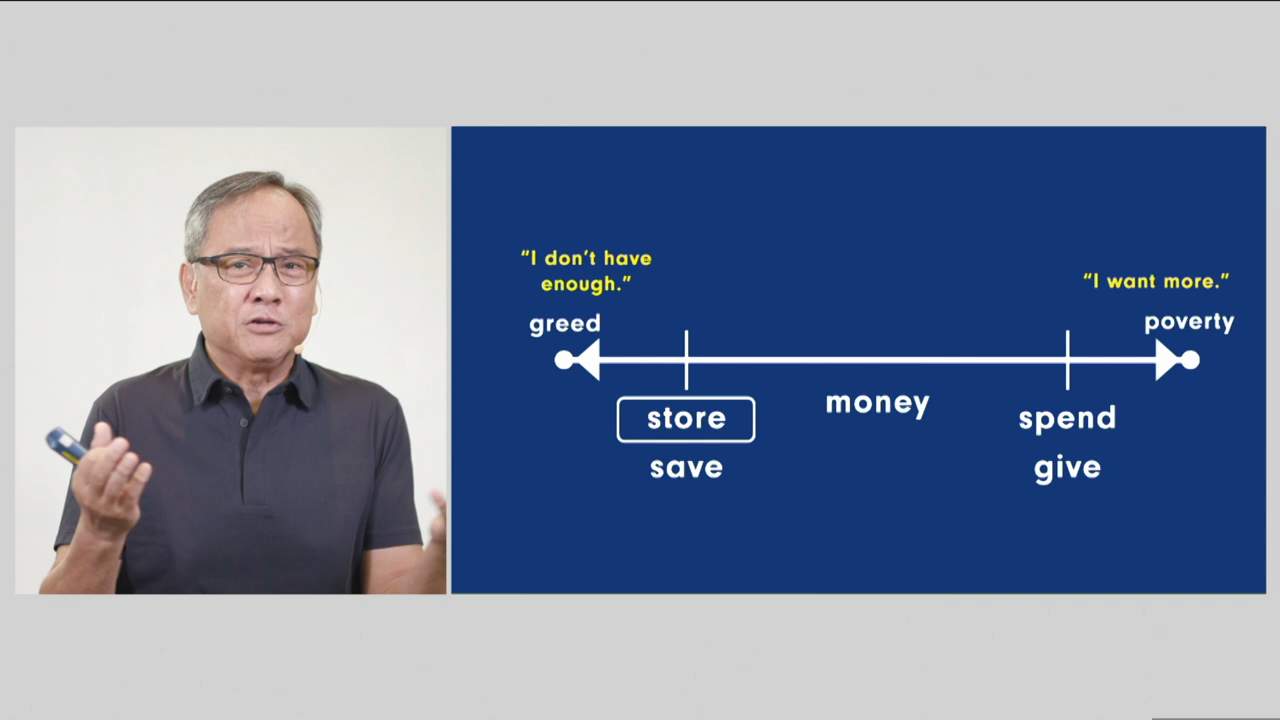 “I don’t have
enough.”
“I want more.”
greed
poverty
store
money
spend
save
give